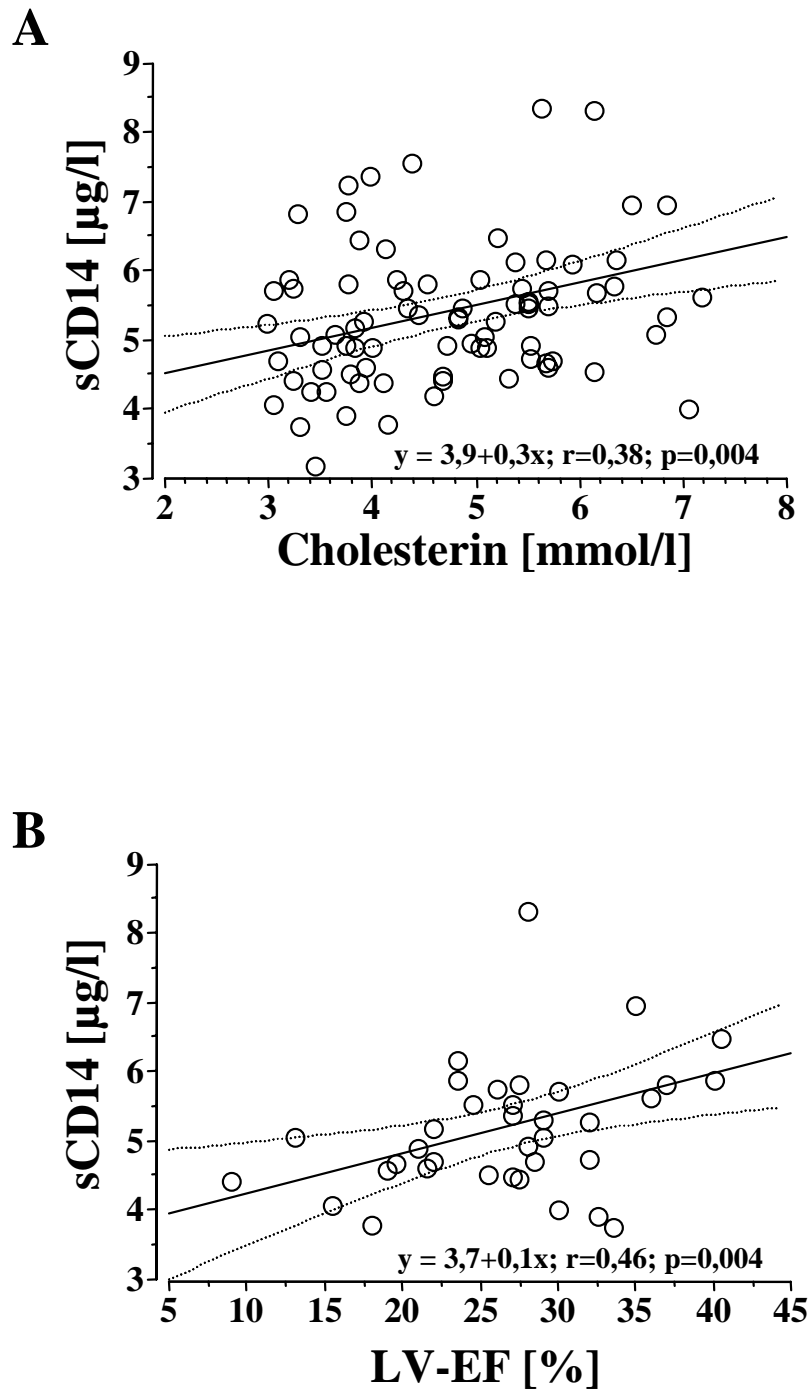 A
9
8
7
6
5
4
3
sCD14 [µg/l]
y = 3,9+0,3x; r=0,38; p=0,004
2 3 4 5 6 7 8
Cholesterin [mmol/l]
B
9
8
7
6
5
4
3
sCD14 [µg/l]
y = 3,7+0,1x; r=0,46; p=0,004
5 10 15 20 25 30 35 40 45
LV-EF [%]